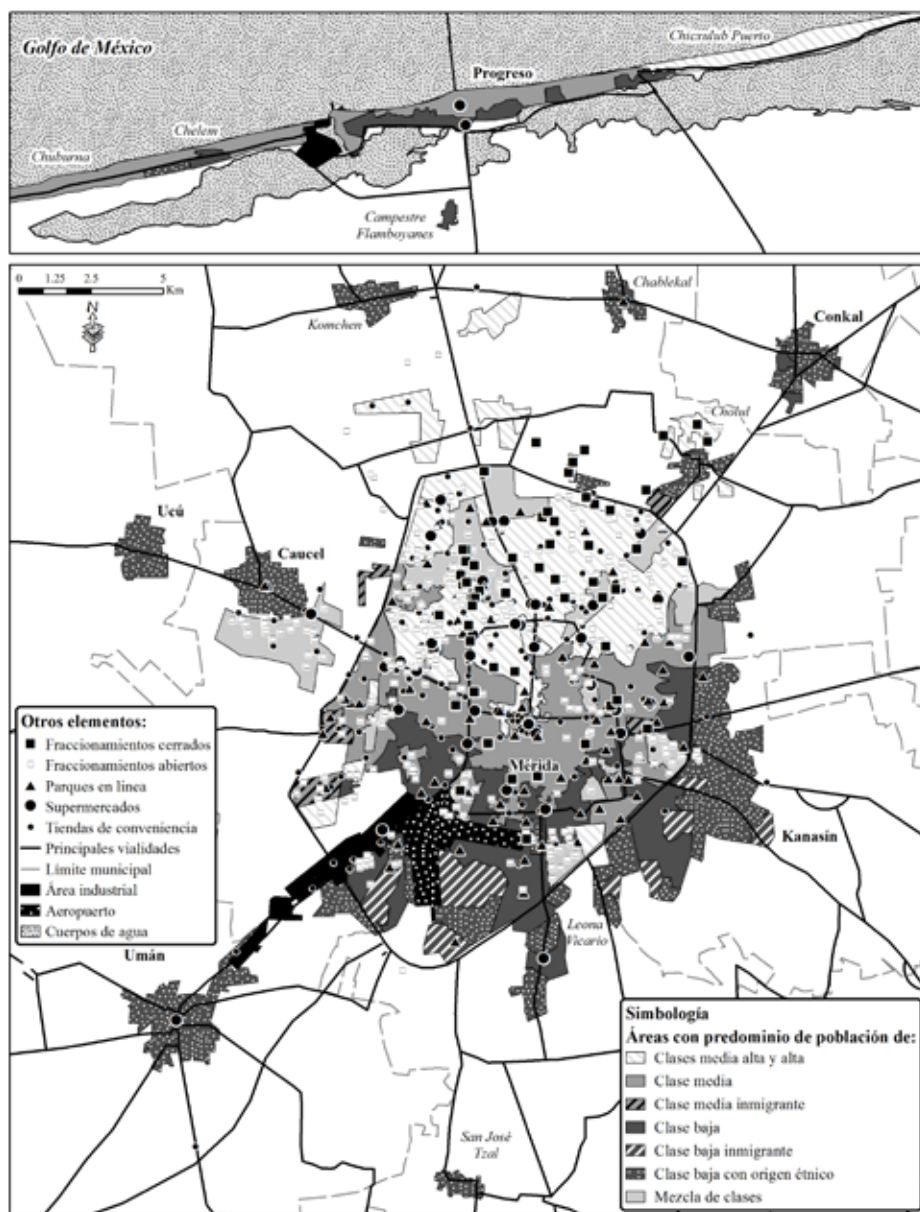 Golfo de México
Chicxulub Puerto
Progreso
Chelem
Chuburna
Campestre
Flamboyanes
0 1.25 2.5 5
Km
N
Komchen
Chablekal
Conkal
Cholul
Ucú
Caucel
Mérida
Kanasín
Leona
Vicario
Umán
San José
Tzal
Otros elementos:
Fraccionamientos cerrados
Fraccionamientos abiertos
Parques en linea
Supermercados
Tiendas de conveniencia
Principales vialidades
Límite municipal
Área industrial
Aeropuerto
Cuerpos de agua
Simbología
Áreas con predominio de población de:
Clases media alta y alta
Clase media
Clase media inmigrante
Clase baja
Clase baja inmigrante
Clase baja con origen étnico
Mezcla de clases